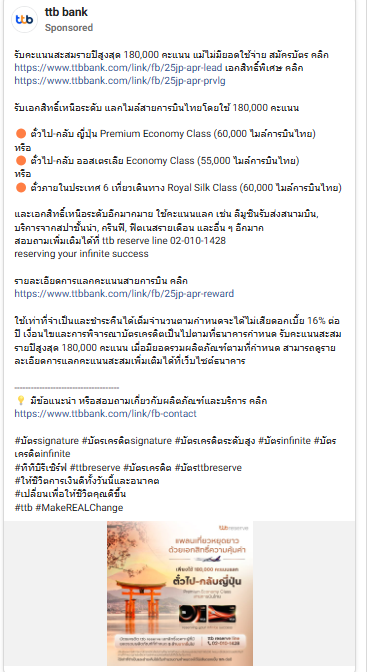 ttb bank
Sponsored
รับคะแนนสะสมรายปีสูงสุด 180,000 คะแนน แม้ไม่มียอดใช้จ่าย สมัครบัตร คลิก
https://www.ttbbank.com/link/fb/25jp-apr-lead เอกสิทธิ์พิเศษ คลิก
https://www.ttbbank.com/link/fb/25jp-apr-prvlg
รับเอกสิทธิ์เหนือระดับ แลกไมล์สายการบินไทยโดยใช้ 180,000 คะแนน
ตั๋วไป-กลับ ญี่ปุ่น Premium Economy Class (60,000 ไมล์การบินไทย)
หรือ
ตั๋วไป-กลับ ออสเตรเลีย Economy Class (55,000 ไมล์การบินไทย)
หรือ
ตั๋วภายในประเทศ 6 เที่ยวเดินทาง Royal Silk Class (60,000 ไมล์การบินไทย)
และเอกสิทธิ์เหนือระดับอีกมากมาย ใช้คะแนนแลก เช่น ลิมูซีนรับส่งสนามบิน,
บริการจากสปาชั้นนำ, กรีนฟี, ฟิตเนสรายเดือน และอื่น ๆ อีกมาก
สอบถามเพิ่มเติมได้ที่ ttb reserve line 02-010-1428
reserving your infinite success
รายละเอียดการแลกคะแนนสายการบิน คลิก
https://www.ttbbank.com/link/fb/25jp-apr-reward
ใช้เท่าที่จำเป็นและชำระคืนได้เต็มจำนวนตามกำหนดจะได้ไม่เสียดอกเบี้ย 16% ต่อ
ปี เงื่อนไขและการพิจารณาบัตรเครดิตเป็นไปตามที่ธนาคารกำหนด รับคะแนนสะสม
รายปีสูงสุด 180,000 คะแนน เมื่อมียอดรวมผลิตภัณฑ์ตามที่กำหนด สามารถดูราย
ละเอียดการแลกคะแนนสะสมเพิ่มเติมได้ที่เว็บไซต์ธนาคาร
--------------------------------------
มีข้อแนะนำ หรือสอบถามเกี่ยวกับผลิตภัณฑ์และบริการ คลิก
https://www.ttbbank.com/link/fb-contact
#บัตรsignature #บัตรเครดิตsignature #บัตรเครดิตระดับสูง #บัตรinfinite #บัตร
เครดิตinfinite
#ทีทีบีรีเซิร์ฟ #ttbreserve #บัตรเครดิต #บัตรttbreserve
#ให้ชีวิตการเงินดีทั้งวันนี้และอนาคต
#เปลี่ยนเพื่อให้ชีวิตคุณดีขึ้น
#ttb #MakeREALChange
ttb reserve
แพลนเที่ยวหยุดยาว
ด้วยเอกสิทธิ์ความคุ้มค่า
ตั๋วไป-กลับญี่ปุ่น
Premium Economy Class